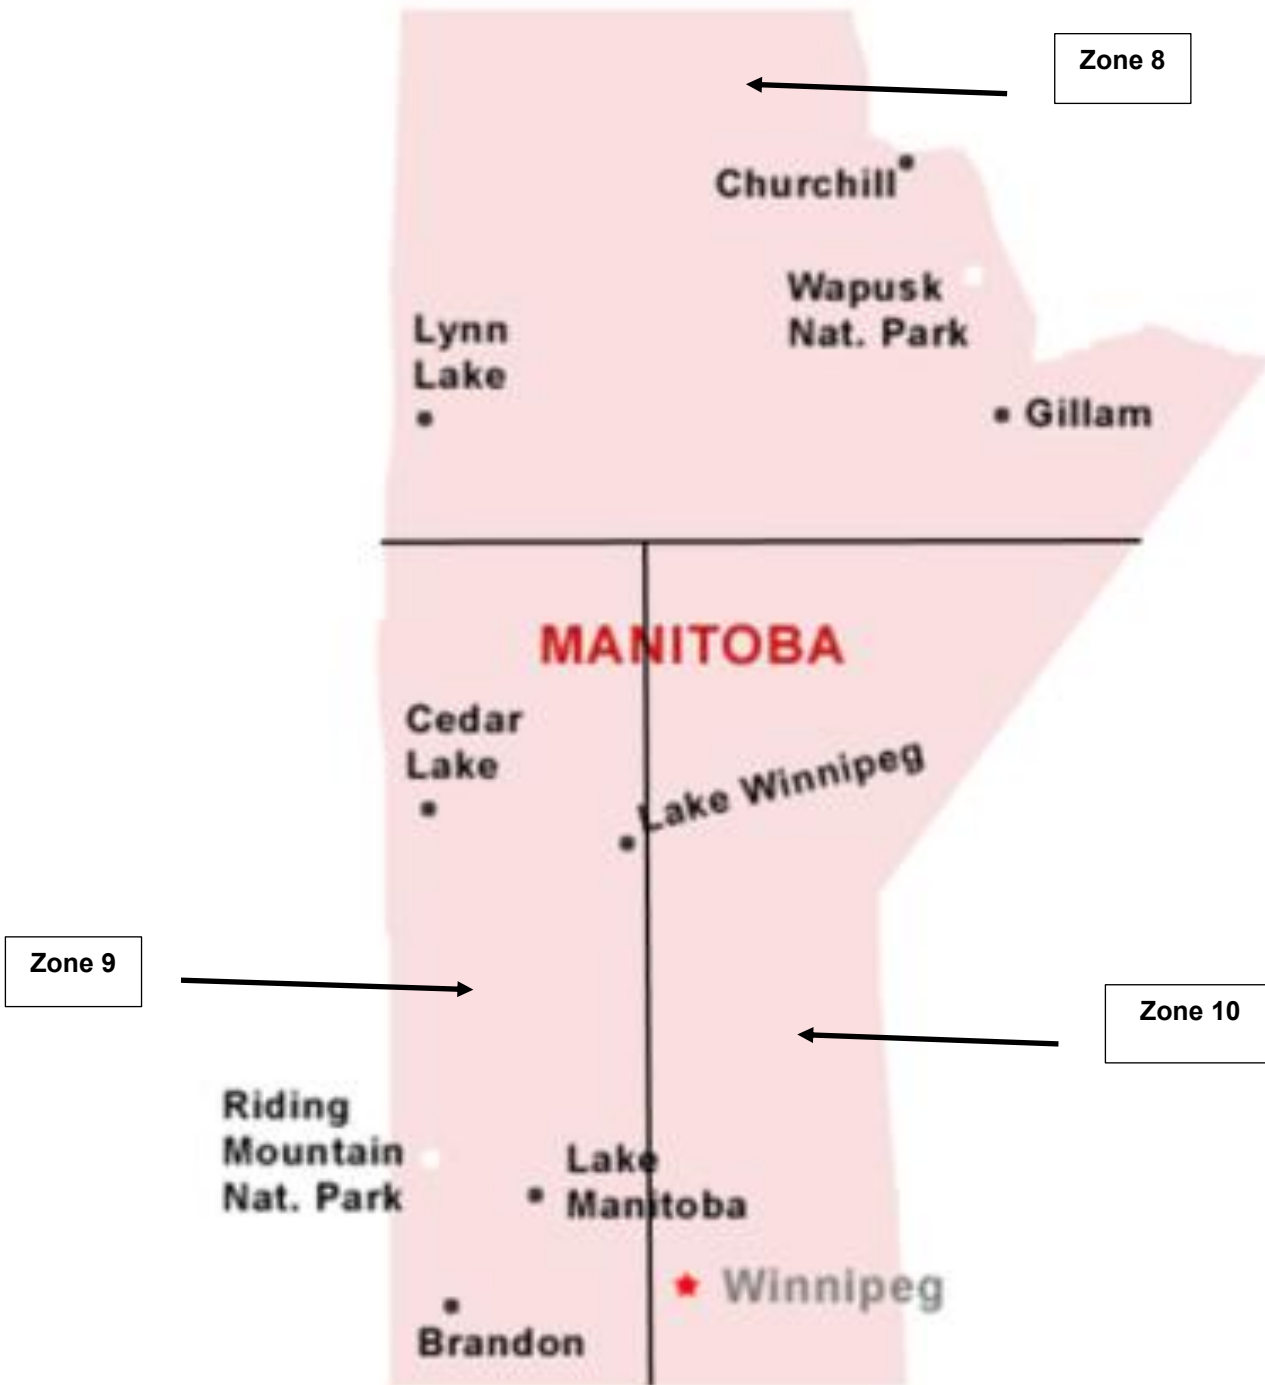 Zone 8
Churchill
Wapusk
Nat. Park
Lynn
Lake
Gillam
MANITOBA
Cedar
Lake
Lake Winnipeg
Zone 9
Zone 10
Riding
Mountain
Nat. Park
Lake
Manitoba
Winnipeg
Brandon